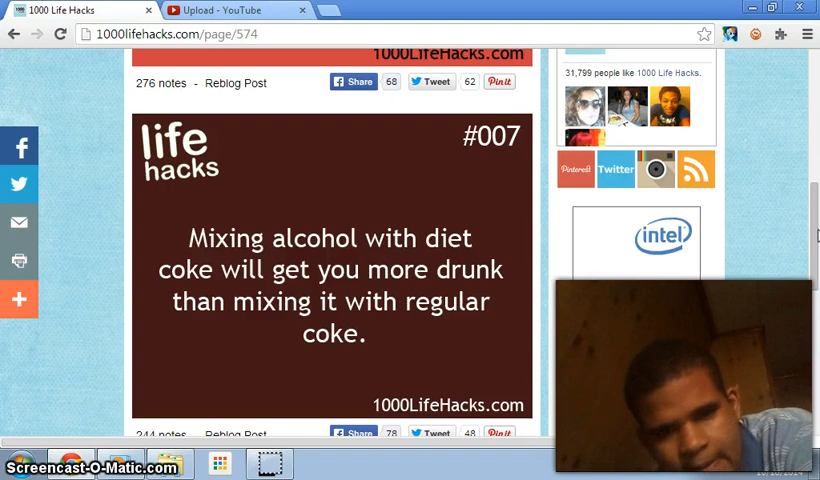 1000 Life Hacks
Upload - YouTube
1000lifehacks.com/page/574
1000LifeHacks.com
276 notes - Reblog Post
Share 68
Tweet 62
Pin it
31,799 people like 1000 Life Hacks.
life
hacks
#007
Pinterest
Twitter
intel
Mixing alcohol with diet
coke will get you more drunk
than mixing it with regular
coke.
1000LifeHacks.com
244 notes - Reblog Post
Share 78
Tweet 48
Pin it
Screencast-O-Matic.com